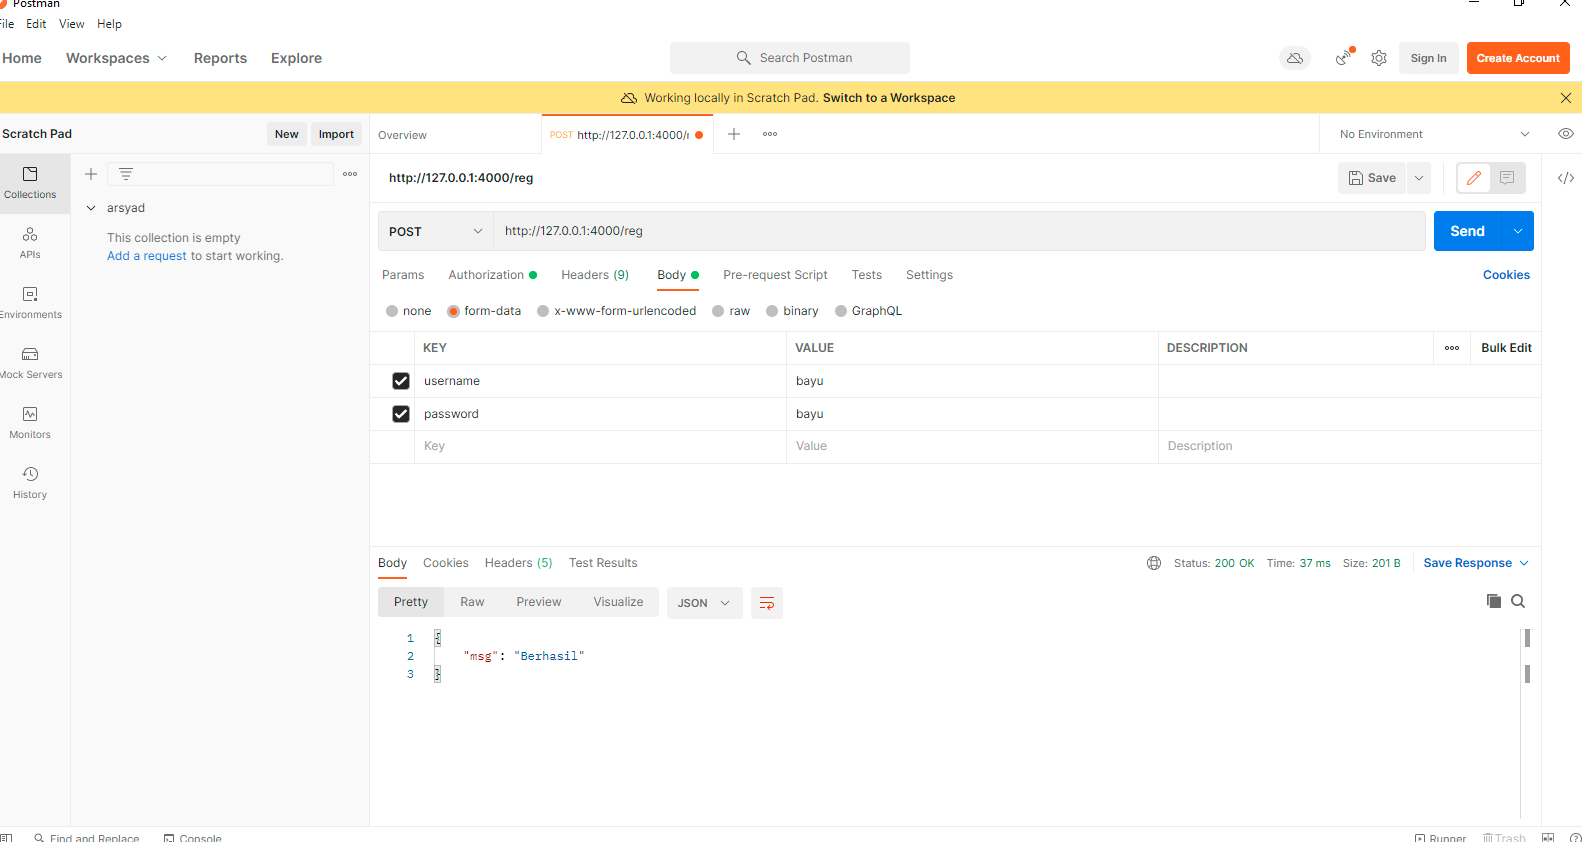 Postman
File Edit View Help
Home Workspaces Reports Explore Search Postman Sign In Create Account
Working locally in Scratch Pad. Switch to a Workspace
Scratch Pad New Import Overview POST http://127.0.0.1:4000/r No Environment
http://127.0.0.1:4000/reg Save
Collections
arsyad
This collection is empty
Add a request to start working.
APIs
Environments
Mock Servers
Monitors
History
POST http://127.0.0.1:4000/reg Send
Params Authorization Headers (9) Body Pre-request Script Tests Settings Cookies
none form-data x-www-form-urlencoded raw binary GraphQL
KEY VALUE DESCRIPTION Bulk Edit
username bayu
password bayu
Key Value Description
Body Cookies Headers (5) Test Results Status: 200 OK Time: 37 ms Size: 201 B Save Response
Pretty Raw Preview Visualize JSON
1 {
2 "msg": "Berhasil"
3 }
Find and Replace Console Runner Trash